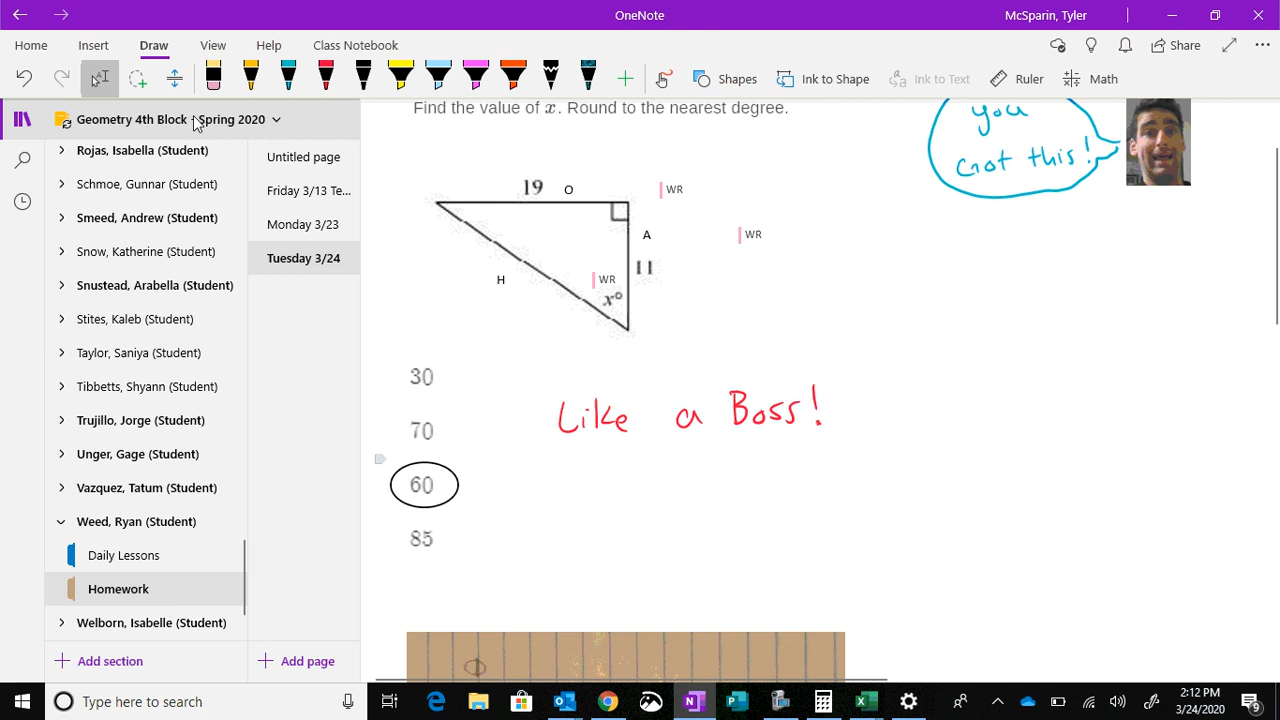 OneNote
McSparin, Tyler
Home Insert Draw View Help Class Notebook
Share
Shapes Ink to Shape Ink to Text Ruler Math
Geometry 4th Block - Spring 2020
Rojas, Isabella (Student)
Schmoe, Gunnar (Student)
Smeed, Andrew (Student)
Snow, Katherine (Student)
Snustead, Arabella (Student)
Stites, Kaleb (Student)
Taylor, Saniya (Student)
Tibbetts, Shyann (Student)
Trujillo, Jorge (Student)
Unger, Gage (Student)
Vazquez, Tatum (Student)
Weed, Ryan (Student)
Daily Lessons
Homework
Welborn, Isabelle (Student)
Add section
Untitled page
Friday 3/13 Te...
Monday 3/23
Tuesday 3/24
Add page
Find the value of x. Round to the nearest degree.
you
Got this!
19 O WR
A WR
11
H WR
x°
30
Like a Boss!
70
60
85
Type here to search
2:12 PM
3/24/2020
9